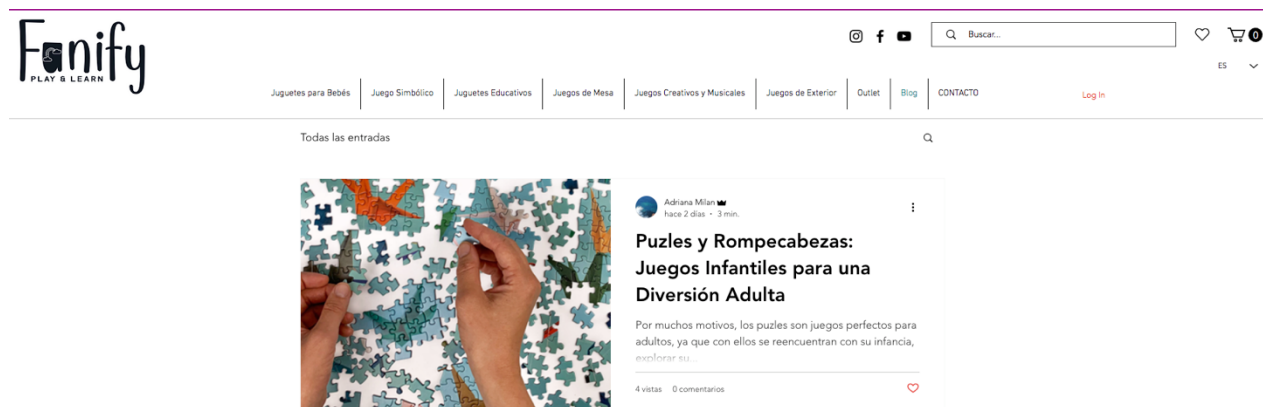 Fanify
PLAY & LEARN
Buscar...
0
ES
Juguetes para Bebés
Juego Simbólico
Juguetes Educativos
Juegos de Mesa
Juegos Creativos y Musicales
Juegos de Exterior
Outlet
Blog
CONTACTO
Log In
Todas las entradas
Adriana Milan
hace 2 días · 3 min.
Puzles y Rompecabezas:
Juegos Infantiles para una
Diversión Adulta
Por muchos motivos, los puzles son juegos perfectos para
adultos, ya que con ellos se reencuentran con su infancia,
explorar su...
4 vistas 0 comentarios